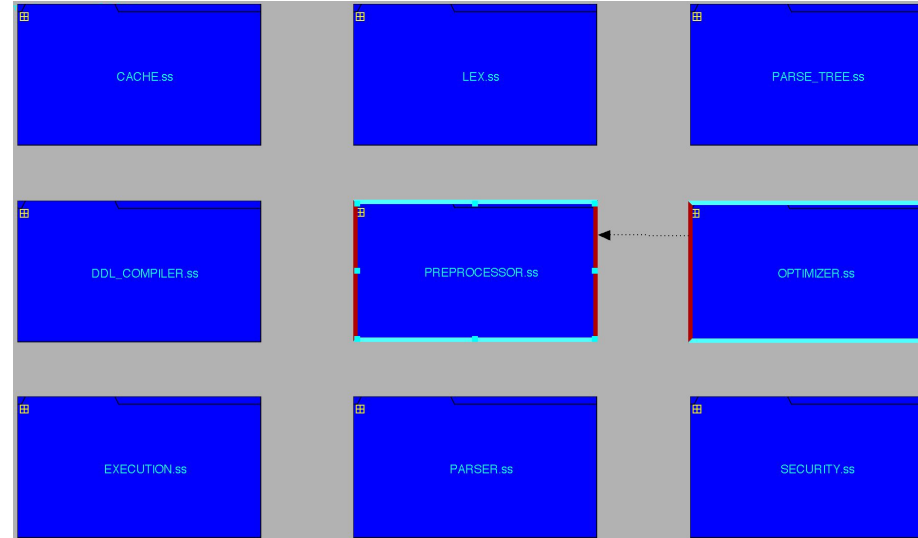 CACHE.ss
LEX.ss
PARSE_TREE.ss
DDL_COMPILER.ss
PREPROCESSOR.ss
OPTIMIZER.ss
EXECUTION.ss
PARSER.ss
SECURITY.ss